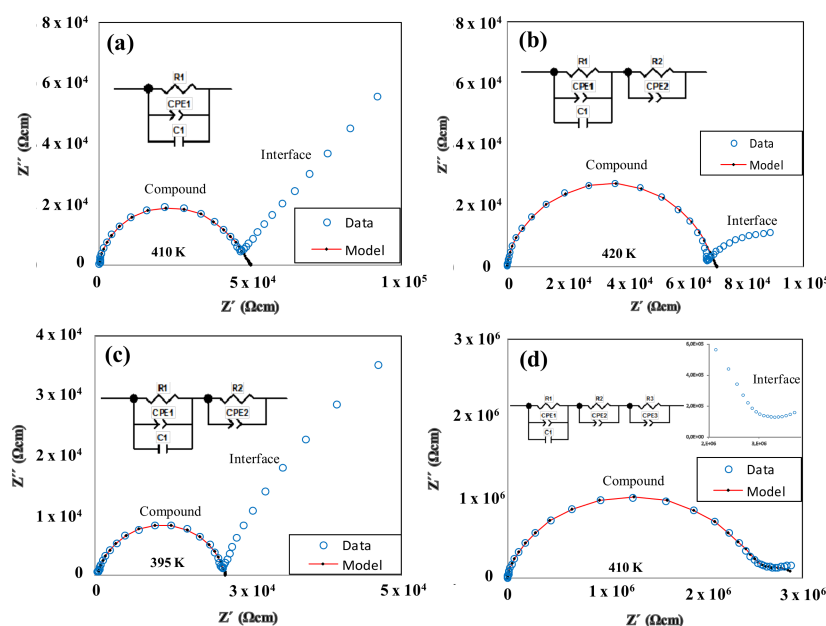 (a)
8 x 10⁴
6 x 10⁴
4 x 10⁴
2 x 10⁴
0
Z´´ (Ωcm)
R1
CPE1
C1
Interface
Compound
Data
Model
410 K
0
5 x 10⁴
1 x 10⁵
Z´ (Ωcm)
(b)
8 x 10⁴
6 x 10⁴
4 x 10⁴
2 x 10⁴
0
Z´´ (Ωcm)
R1
R2
CPE1
CPE2
C1
Data
Model
Compound
Interface
420 K
0
2 x 10⁴
4 x 10⁴
6 x 10⁴
8 x 10⁴
1 x 10⁵
Z´ (Ωcm)
(c)
4 x 10⁴
3 x 10⁴
2 x 10⁴
1 x 10⁴
0
Z´´ (Ωcm)
R1
R2
CPE1
CPE2
C1
Interface
Compound
Data
Model
395 K
0
3 x 10⁴
5 x 10⁴
Z´ (Ωcm)
(d)
3 x 10⁶
2 x 10⁶
1 x 10⁶
0
Z´´ (Ωcm)
R1
R2
R3
CPE1
CPE2
CPE3
C1
Interface
Compound
Data
Model
410 K
0
1 x 10⁶
2 x 10⁶
3 x 10⁶
Z´ (Ωcm)